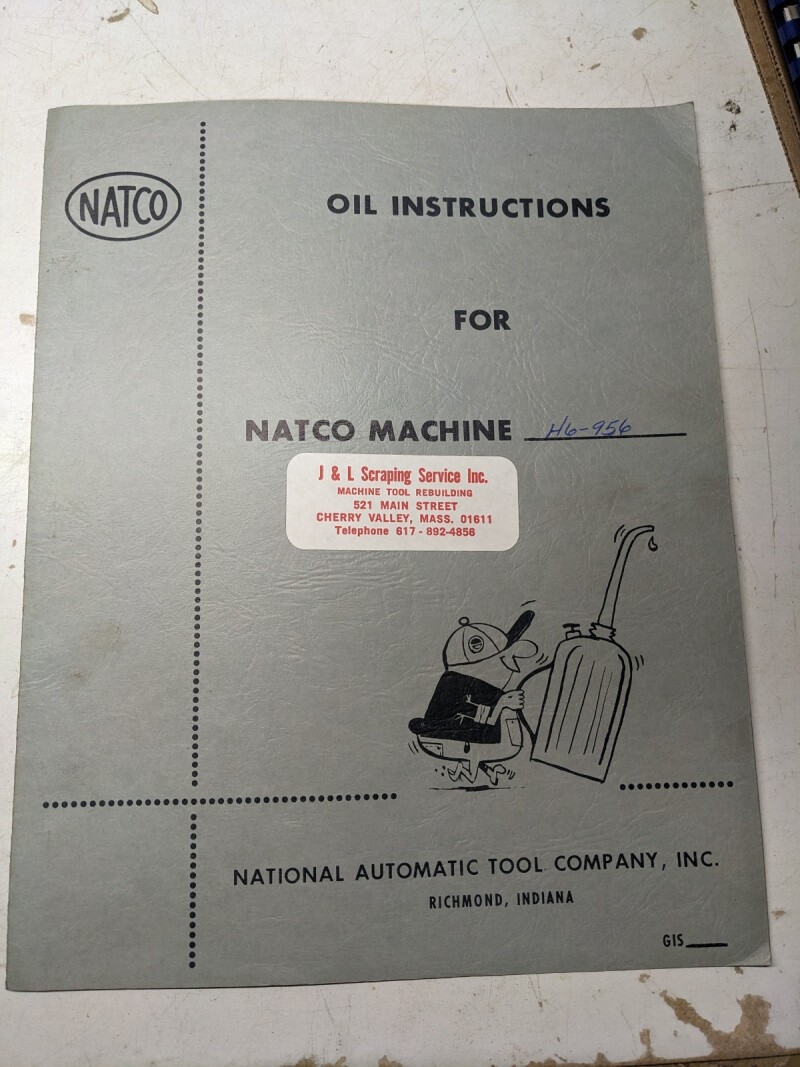 NATCO
OIL INSTRUCTIONS
FOR
NATCO MACHINE H6-956
J & L Scraping Service Inc.
MACHINE TOOL REBUILDING
521 MAIN STREET
CHERRY VALLEY, MASS. 01611
Telephone 617-892-4856
NATIONAL AUTOMATIC TOOL COMPANY, INC.
RICHMOND, INDIANA
GIS